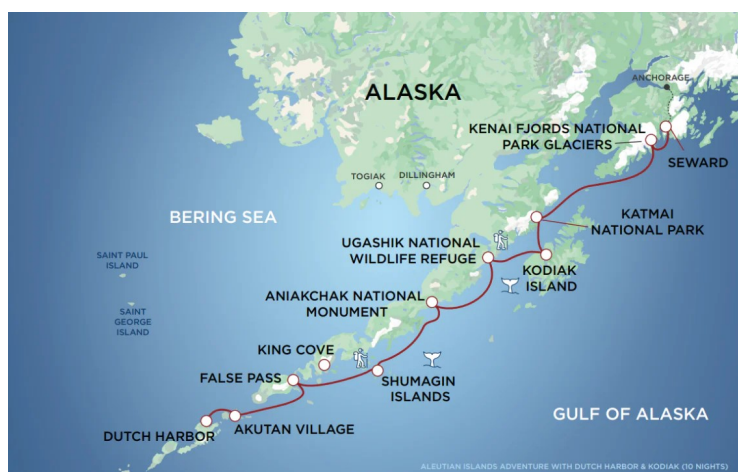 ANCHORAGE
ALASKA
KENAI FJORDS NATIONAL
PARK GLACIERS
SEWARD
TOGIAK
DILLINGHAM
BERING SEA
KATMAI
NATIONAL PARK
UGASHIK NATIONAL
WILDLIFE REFUGE
SAINT PAUL
ISLAND
KODIAK
ISLAND
ANIAKCHAK NATIONAL
MONUMENT
SAINT
GEORGE
ISLAND
KING COVE
FALSE PASS
SHUMAGIN
ISLANDS
GULF OF ALASKA
AKUTAN VILLAGE
DUTCH HARBOR
ALEUTIAN ISLANDS ADVENTURE WITH DUTCH HARBOR & KODIAK (10 NIGHTS)